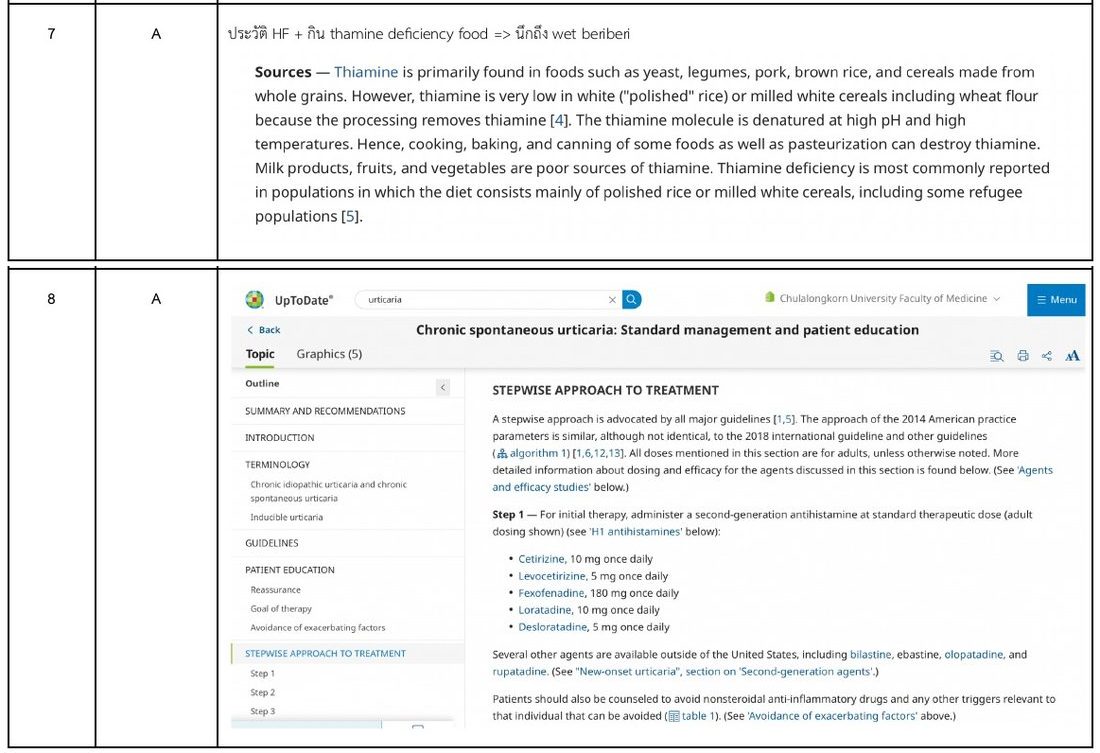 7
A
ประวัติ HF + กิน thamine deficiency food => นึกถึง wet beriberi
Sources — Thiamine is primarily found in foods such as yeast, legumes, pork, brown rice, and cereals made from
whole grains. However, thiamine is very low in white ("polished" rice) or milled white cereals including wheat flour
because the processing removes thiamine [4]. The thiamine molecule is denatured at high pH and high
temperatures. Hence, cooking, baking, and canning of some foods as well as pasteurization can destroy thiamine.
Milk products, fruits, and vegetables are poor sources of thiamine. Thiamine deficiency is most commonly reported
in populations in which the diet consists mainly of polished rice or milled white cereals, including some refugee
populations [5].
8
A
UpToDate®
urticaria
Chulalongkorn University Faculty of Medicine
Menu
Back
Chronic spontaneous urticaria: Standard management and patient education
Topic
Graphics (5)
AA
Outline
SUMMARY AND RECOMMENDATIONS
INTRODUCTION
TERMINOLOGY
Chronic idiopathic urticaria and chronic
spontaneous urticaria
Inducible urticaria
GUIDELINES
PATIENT EDUCATION
Reassurance
Goal of therapy
Avoidance of exacerbating factors
STEPWISE APPROACH TO TREATMENT
Step 1
Step 2
Step 3
STEPWISE APPROACH TO TREATMENT
A stepwise approach is advocated by all major guidelines [1,5]. The approach of the 2014 American practice
parameters is similar, although not identical, to the 2018 international guideline and other guidelines
(algorithm 1) [1,6,12,13]. All doses mentioned in this section are for adults, unless otherwise noted. More
detailed information about dosing and efficacy for the agents discussed in this section is found below. (See 'Agents
and efficacy studies' below.)
Step 1 — For initial therapy, administer a second-generation antihistamine at standard therapeutic dose (adult
dosing shown) (see 'H1 antihistamines' below):
• Cetirizine, 10 mg once daily
• Levocetirizine, 5 mg once daily
• Fexofenadine, 180 mg once daily
• Loratadine, 10 mg once daily
• Desloratadine, 5 mg once daily
Several other agents are available outside of the United States, including bilastine, ebastine, olopatadine, and
rupatadine. (See "New-onset urticaria", section on 'Second-generation agents'.)
Patients should also be counseled to avoid nonsteroidal anti-inflammatory drugs and any other triggers relevant to
that individual that can be avoided (table 1). (See 'Avoidance of exacerbating factors' above.)